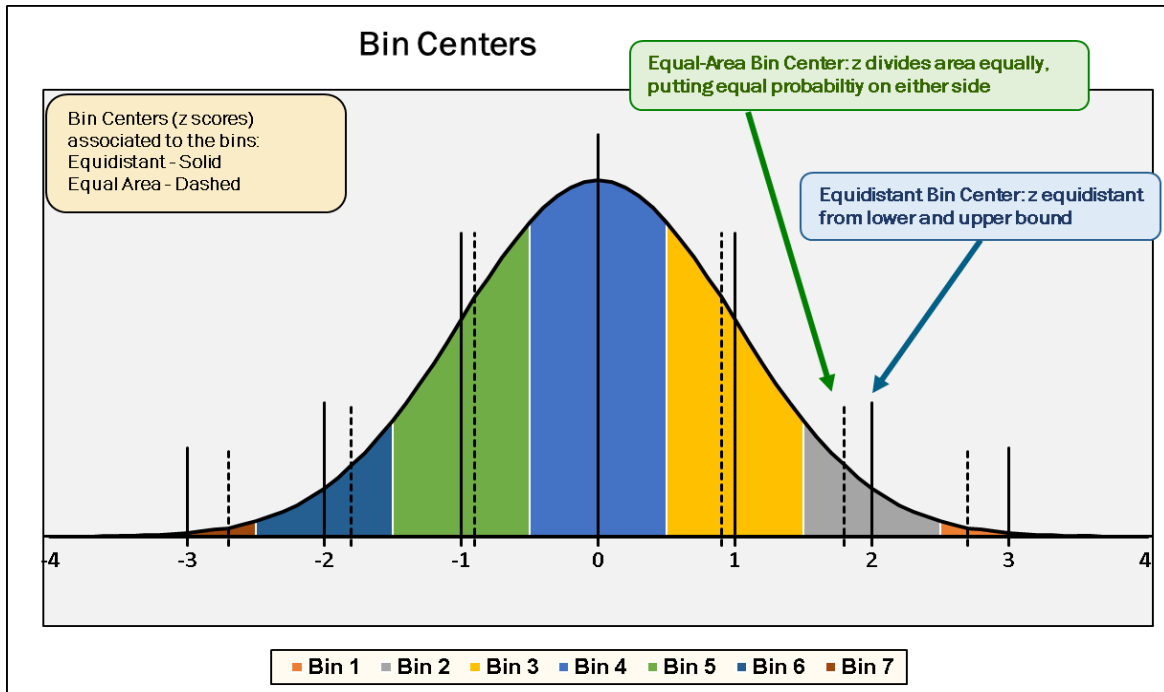 Bin Centers
Equal-Area Bin Center: z divides area equally,
putting equal probabiltiy on either side
Bin Centers (z scores)
associated to the bins:
Equidistant - Solid
Equal Area - Dashed
Equidistant Bin Center: z equidistant
from lower and upper bound
-4 -3 -2 -1 0 1 2 3 4
Bin 1 Bin 2 Bin 3 Bin 4 Bin 5 Bin 6 Bin 7